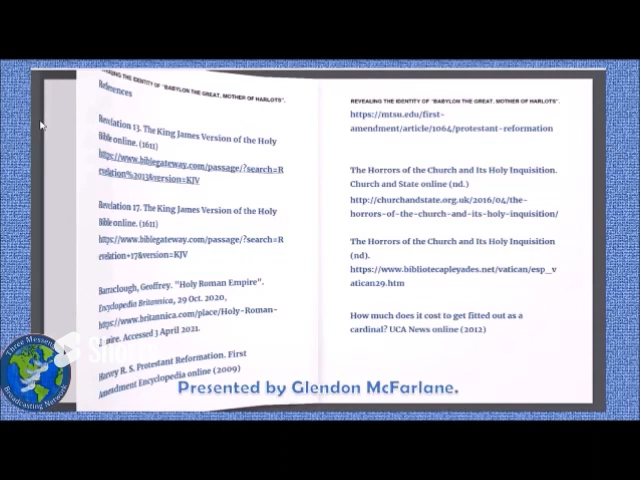 REVEALING THE IDENTITY OF "BABYLON THE GREAT, MOTHER OF HARLOTS".
References
Revelation 13. The King James Version of the Holy
Bible online. (1611)
https://www.biblegateway.com/passage/?search=R
evelation%2013&version=KJV
Revelation 17. The King James Version of the Holy
Bible online. (1611)
https://www.biblegateway.com/passage/?search=R
evelation+17&version=KJV
Barraclough, Geoffrey. "Holy Roman Empire".
Encyclopedia Britannica, 29 Oct. 2020,
https://www.britannica.com/place/Holy-Roman-
Accessed 3 April 2021.
R. S. Protestant Reformation. First
Amendment Encyclopedia online (2009)
REVEALING THE IDENTITY OF "BABYLON THE GREAT, MOTHER OF HARLOTS".
https://mtsu.edu/first-
amendment/article/1064/protestant-reformation
The Horrors of the Church and Its Holy Inquisition.
Church and State online (nd.)
http://churchandstate.org.uk/2016/04/the-
horrors-of-the-church-and-its-holy-inquisition/
The Horrors of the Church and Its Holy Inquisition
(nd).
https://www.bibliotecapleyades.net/vatican/esp_v
atican29.htm
How much does it cost to get fitted out as a
cardinal? UCA News online (2012)
Three
Broadcasting Network
Presented by Glendon McFarlane.